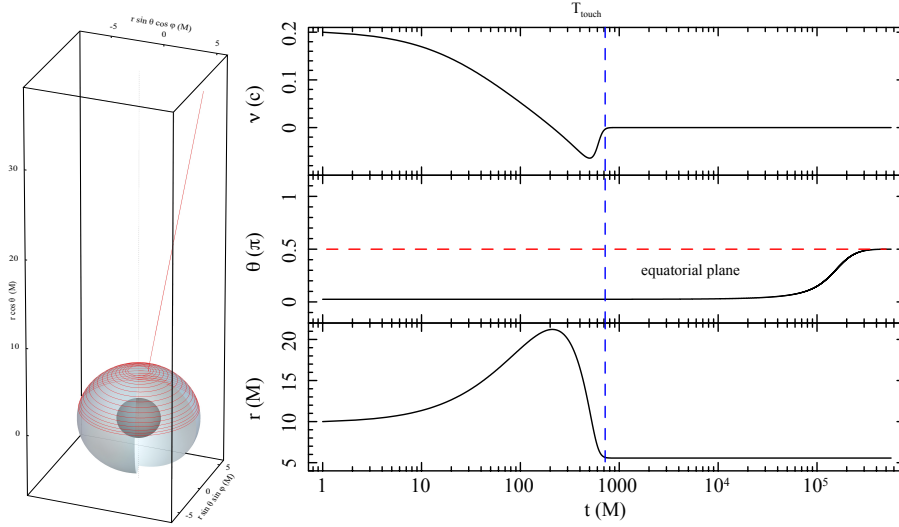 r sin θ cos φ (M)
-5
0
5
30
20
10
0
r cos θ (M)
5
0
-5
r sin θ sin φ (M)
T_touch
0.2
0.1
0
ν (c)
1
0.5
0
θ (π)
equatorial plane
20
15
10
5
r (M)
1 10 100 1000 10⁴ 10⁵
t (M)